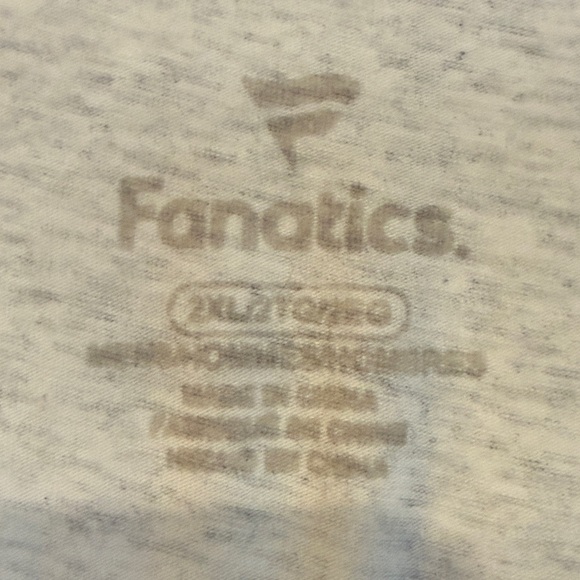 Fanatics.
2XL/2TG/2EG
MADE IN CHINA
FABRIQUÉ EN CHINE
HECHO EN CHINA